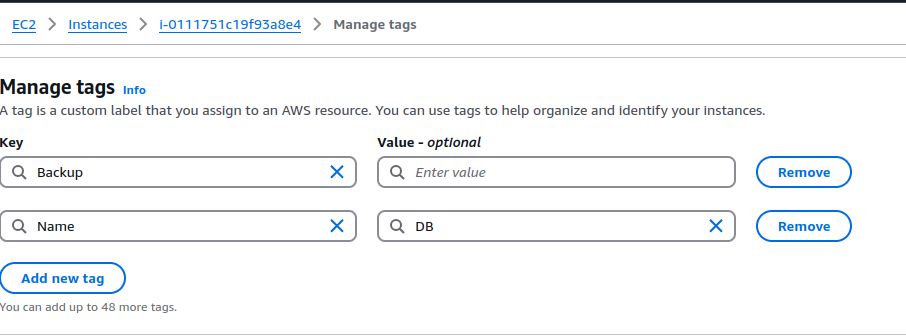 EC2 > Instances > i-0111751c19f93a8e4 > Manage tags
Manage tags Info
A tag is a custom label that you assign to an AWS resource. You can use tags to help organize and identify your instances.
Key Value - optional
Backup Enter value Remove
Name DB Remove
Add new tag
You can add up to 48 more tags.